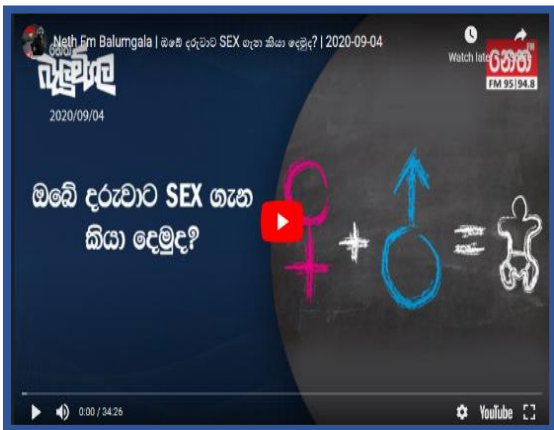 Neth Fm Balumgala | ඔබේ දරුවාට SEX ගැන කියා දෙමුද? | 2020-09-04
Watch later
නෙත් FM
FM 95|94.8
බැලුම්ගල
2020/09/04
ඔබේ දරුවාට SEX ගැන
කියා දෙමුද?
+ =
0:00 / 34:26
YouTube